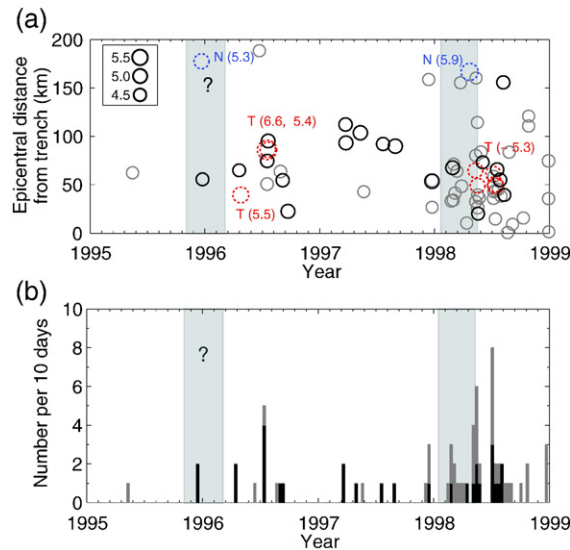 (a)
200
150
100
50
0
Epicentral distance
from trench (km)
5.5
5.0
4.5
N (5.3)
?
T (6.6, 5.4)
T (5.5)
N (5.9)
T (~5.3)
1995 1996 1997 1998 1999
Year
(b)
10
8
6
4
2
0
Number per 10 days
?
1995 1996 1997 1998 1999
Year